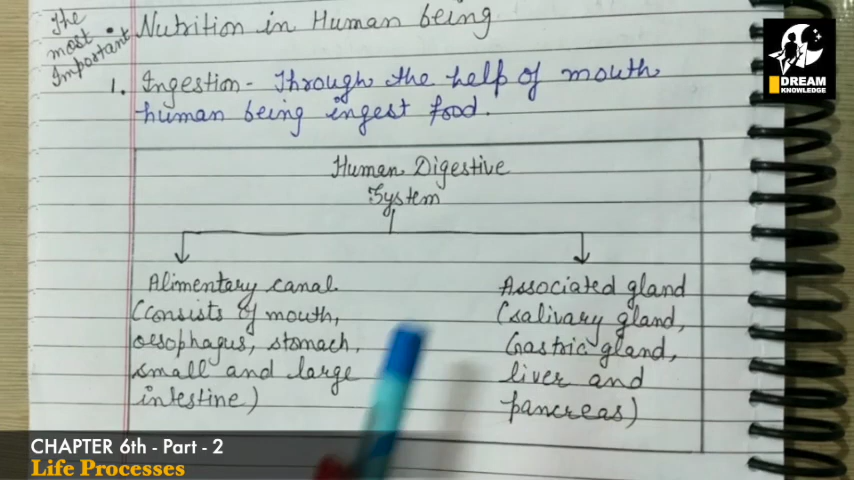 The
most
Important
• Nutrition in Human being
1. Ingestion - Through the help of mouth
human being ingest food.
Human Digestive
System
Alimentary canal
(consists of mouth,
oesophagus, stomach,
small and large
intestine)
Associated gland
(salivary gland,
Gastric gland,
liver and
pancreas)
DREAM
KNOWLEDGE
CHAPTER 6th - Part - 2
Life Processes